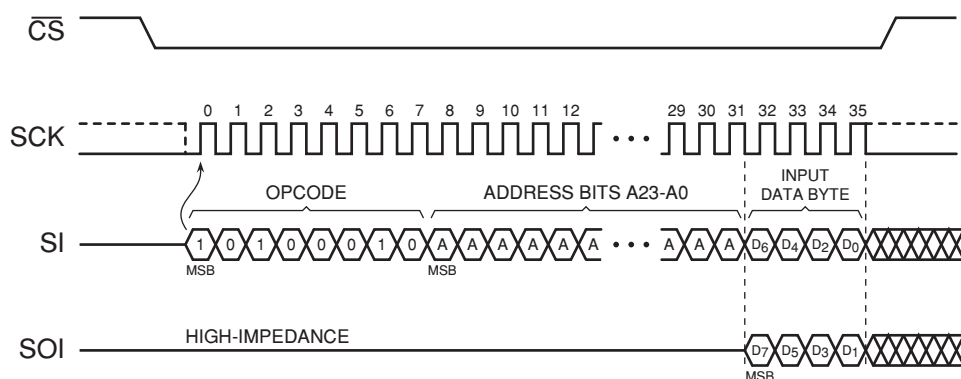 CS
0 1 2 3 4 5 6 7 8 9 10 11 12 29 30 31 32 33 34 35
SCK
OPCODE ADDRESS BITS A23-A0 INPUT
DATA BYTE
SI 1 0 1 0 0 0 1 0 A A A A A A A A A D6 D4 D2 D0
MSB MSB
HIGH-IMPEDANCE
SOI D7 D5 D3 D1
MSB